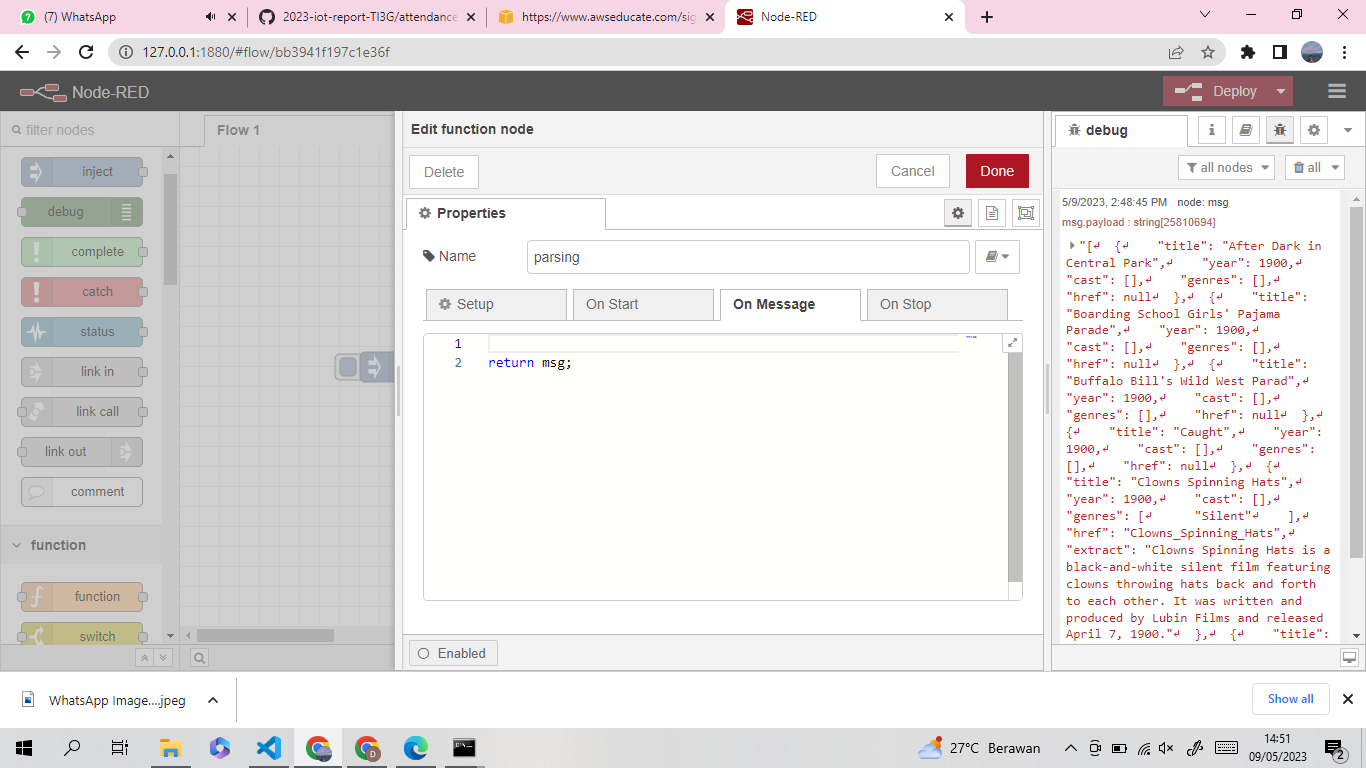 (7) WhatsApp
2023-iot-report-TI3G/attendance
https://www.awseducate.com/sig
Node-RED
127.0.0.1:1880/#flow/bb3941f197c1e36f
Node-RED
Deploy
filter nodes
inject
debug
complete
catch
status
link in
link call
link out
comment
function
function
switch
Flow 1
Edit function node
Delete
Cancel
Done
Properties
Name
parsing
Setup
On Start
On Message
On Stop
1
2 return msg;
Enabled
debug
all nodes
all
5/9/2023, 2:48:45 PM node: msg
msg.payload : string[25810694]
"[↵ {↵ "title": "After Dark in
Central Park",↵ "year": 1900,↵
"cast": [],↵ "genres": [],↵
"href": null↵ },↵ {↵ "title":
"Boarding School Girls' Pajama
Parade",↵ "year": 1900,↵
"cast": [],↵ "genres": [],↵
"href": null↵ },↵ {↵ "title":
"Buffalo Bill's Wild West Parad",↵
"year": 1900,↵ "cast": [],↵
"genres": [],↵ "href": null↵ },↵
{↵ "title": "Caught",↵ "year":
1900,↵ "cast": [],↵ "genres":
[],↵ "href": null↵ },↵ {↵
"title": "Clowns Spinning Hats",↵
"year": 1900,↵ "cast": [],↵
"genres": [↵ "Silent"↵ ],↵
"href": "Clowns_Spinning_Hats",↵
"extract": "Clowns Spinning Hats is a
black-and-white silent film featuring
clowns throwing hats back and forth
to each other. It was written and
produced by Lubin Films and released
April 7, 1900."↵ },↵ {↵ "title":
WhatsApp Image....jpeg
Show all
27°C Berawan
14:51
09/05/2023
2